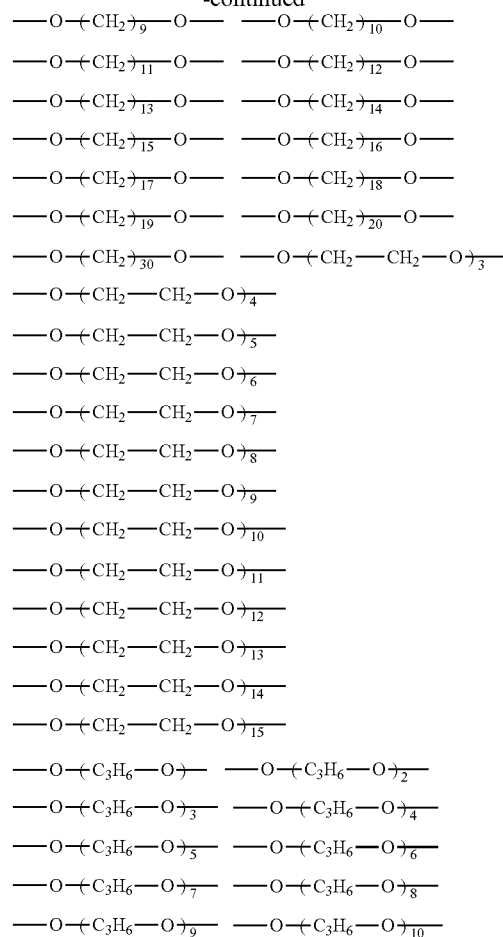 -continued
—O—(CH₂)₉—O— —O—(CH₂)₁₀—O—
—O—(CH₂)₁₁—O— —O—(CH₂)₁₂—O—
—O—(CH₂)₁₃—O— —O—(CH₂)₁₄—O—
—O—(CH₂)₁₅—O— —O—(CH₂)₁₆—O—
—O—(CH₂)₁₇—O— —O—(CH₂)₁₈—O—
—O—(CH₂)₁₉—O— —O—(CH₂)₂₀—O—
—O—(CH₂)₃₀—O— —O—(CH₂—CH₂—O)₃—
—O—(CH₂—CH₂—O)₄—
—O—(CH₂—CH₂—O)₅—
—O—(CH₂—CH₂—O)₆—
—O—(CH₂—CH₂—O)₇—
—O—(CH₂—CH₂—O)₈—
—O—(CH₂—CH₂—O)₉—
—O—(CH₂—CH₂—O)₁₀—
—O—(CH₂—CH₂—O)₁₁—
—O—(CH₂—CH₂—O)₁₂—
—O—(CH₂—CH₂—O)₁₃—
—O—(CH₂—CH₂—O)₁₄—
—O—(CH₂—CH₂—O)₁₅—
—O—(C₃H₆—O)— —O—(C₃H₆—O)₂—
—O—(C₃H₆—O)₃— —O—(C₃H₆—O)₄—
—O—(C₃H₆—O)₅— —O—(C₃H₆—O)₆—
—O—(C₃H₆—O)₇— —O—(C₃H₆—O)₈—
—O—(C₃H₆—O)₉— —O—(C₃H₆—O)₁₀—